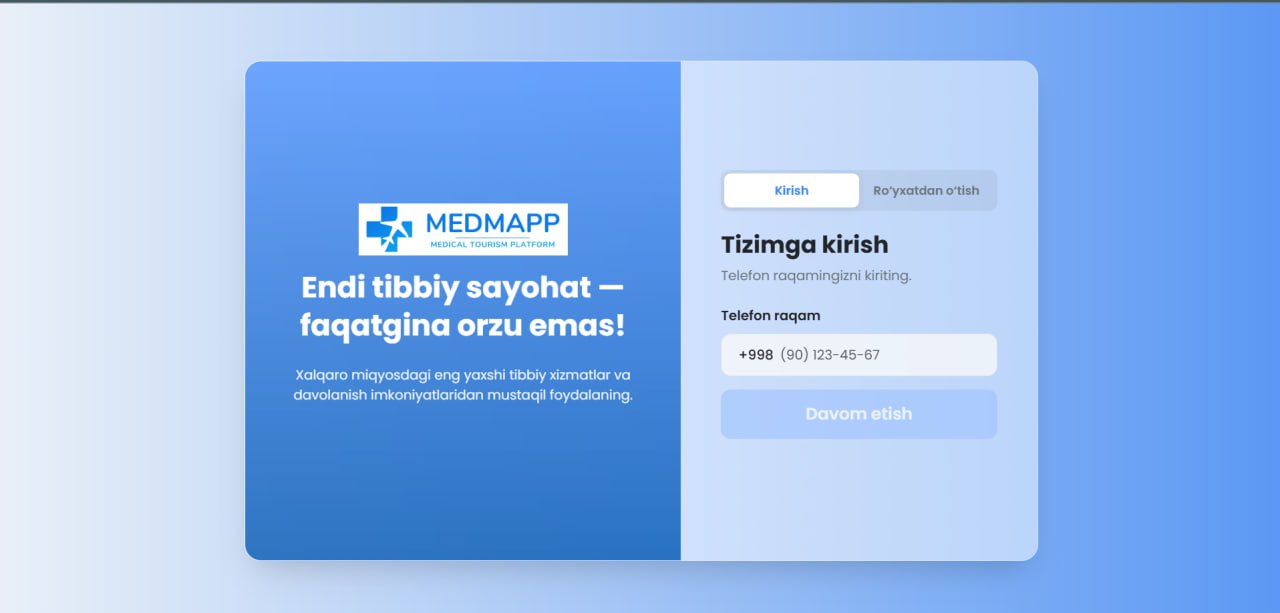 MEDMAPP
MEDICAL TOURISM PLATFORM
Endi tibbiy sayohat —
faqatgina orzu emas!
Xalqaro miqyosdagi eng yaxshi tibbiy xizmatlar va
davolanish imkoniyatlaridan mustaqil foydalaning.
Kirish Ro‘yxatdan o‘tish
Tizimga kirish
Telefon raqamingizni kiriting.
Telefon raqam
+998 (90) 123-45-67
Davom etish